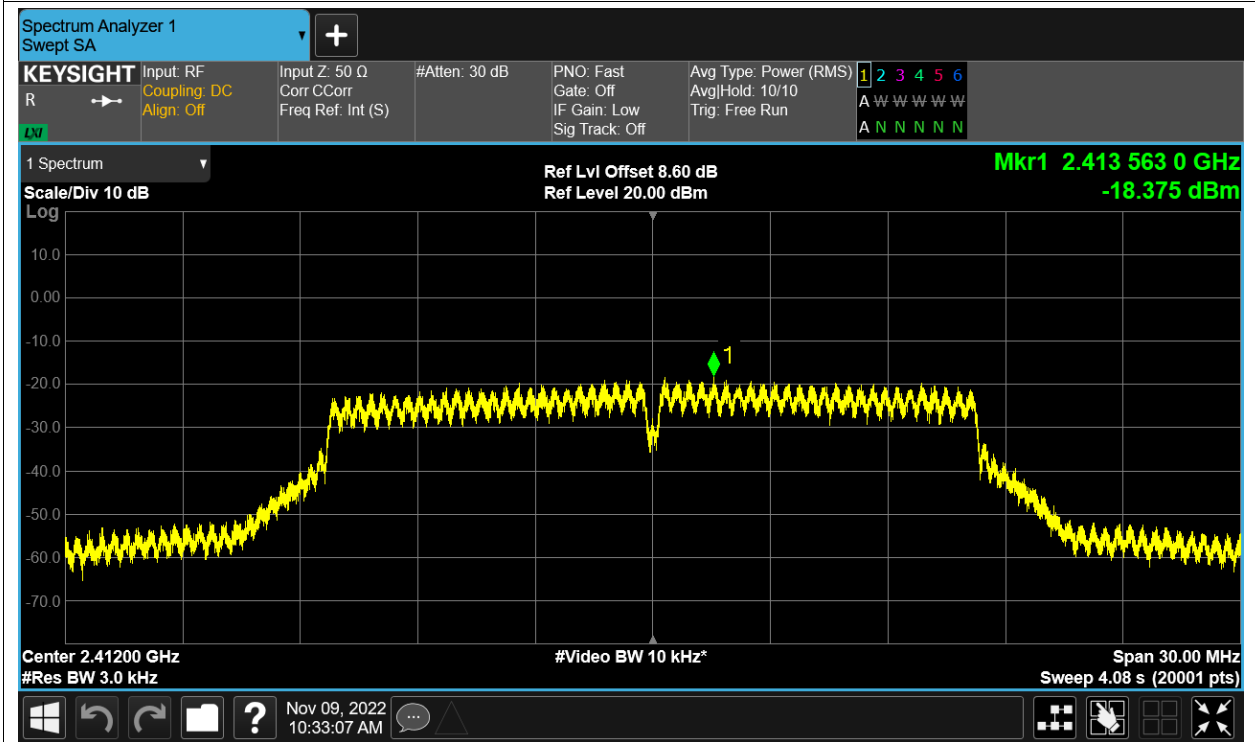 Spectrum Analyzer 1
Swept SA
+
KEYSIGHT
R
LXI
Input: RF
Coupling: DC
Align: Off
Input Z: 50 Ω
Corr CCorr
Freq Ref: Int (S)
#Atten: 30 dB
PNO: Fast
Gate: Off
IF Gain: Low
Sig Track: Off
Avg Type: Power (RMS)
Avg|Hold: 10/10
Trig: Free Run
1 2 3 4 5 6
A W W W W W
A N N N N N
1 Spectrum
Scale/Div 10 dB
Log
Ref Lvl Offset 8.60 dB
Ref Level 20.00 dBm
Mkr1 2.413 563 0 GHz
-18.375 dBm
10.0
0.00
-10.0
-20.0
-30.0
-40.0
-50.0
-60.0
-70.0
1
Center 2.41200 GHz
#Res BW 3.0 kHz
#Video BW 10 kHz*
Span 30.00 MHz
Sweep 4.08 s (20001 pts)
?
Nov 09, 2022
10:33:07 AM